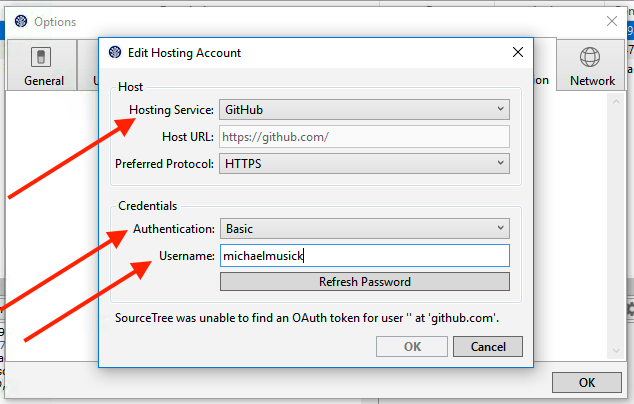 Options
Edit Hosting Account
General
Network
Host
Hosting Service: GitHub
Host URL: https://github.com/
Preferred Protocol: HTTPS
Credentials
Authentication: Basic
Username: michaelmusick
Refresh Password
SourceTree was unable to find an OAuth token for user '' at 'github.com'.
OK Cancel
OK